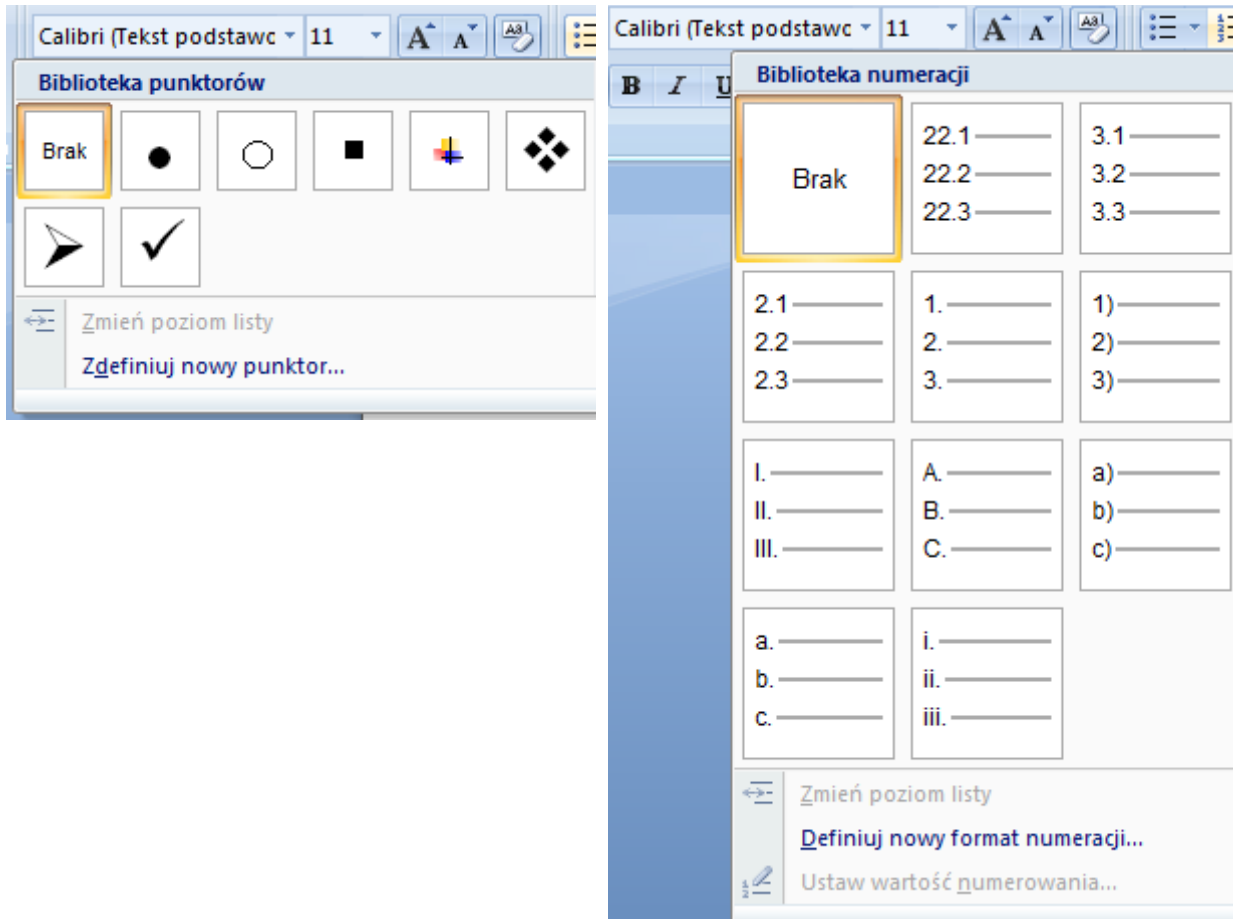 Calibri (Tekst podstawc 11 A A Aa
Biblioteka punktorów
Brak
Zmień poziom listy
Zdefiniuj nowy punktor...
Calibri (Tekst podstawc 11 A A Aa
B I U
Biblioteka numeracji
Brak
22.1
22.2
22.3
3.1
3.2
3.3
2.1
2.2
2.3
1.
2.
3.
1)
2)
3)
I.
II.
III.
A.
B.
C.
a)
b)
c)
a.
b.
c.
i.
ii.
iii.
Zmień poziom listy
Definiuj nowy format numeracji...
Ustaw wartość numerowania...